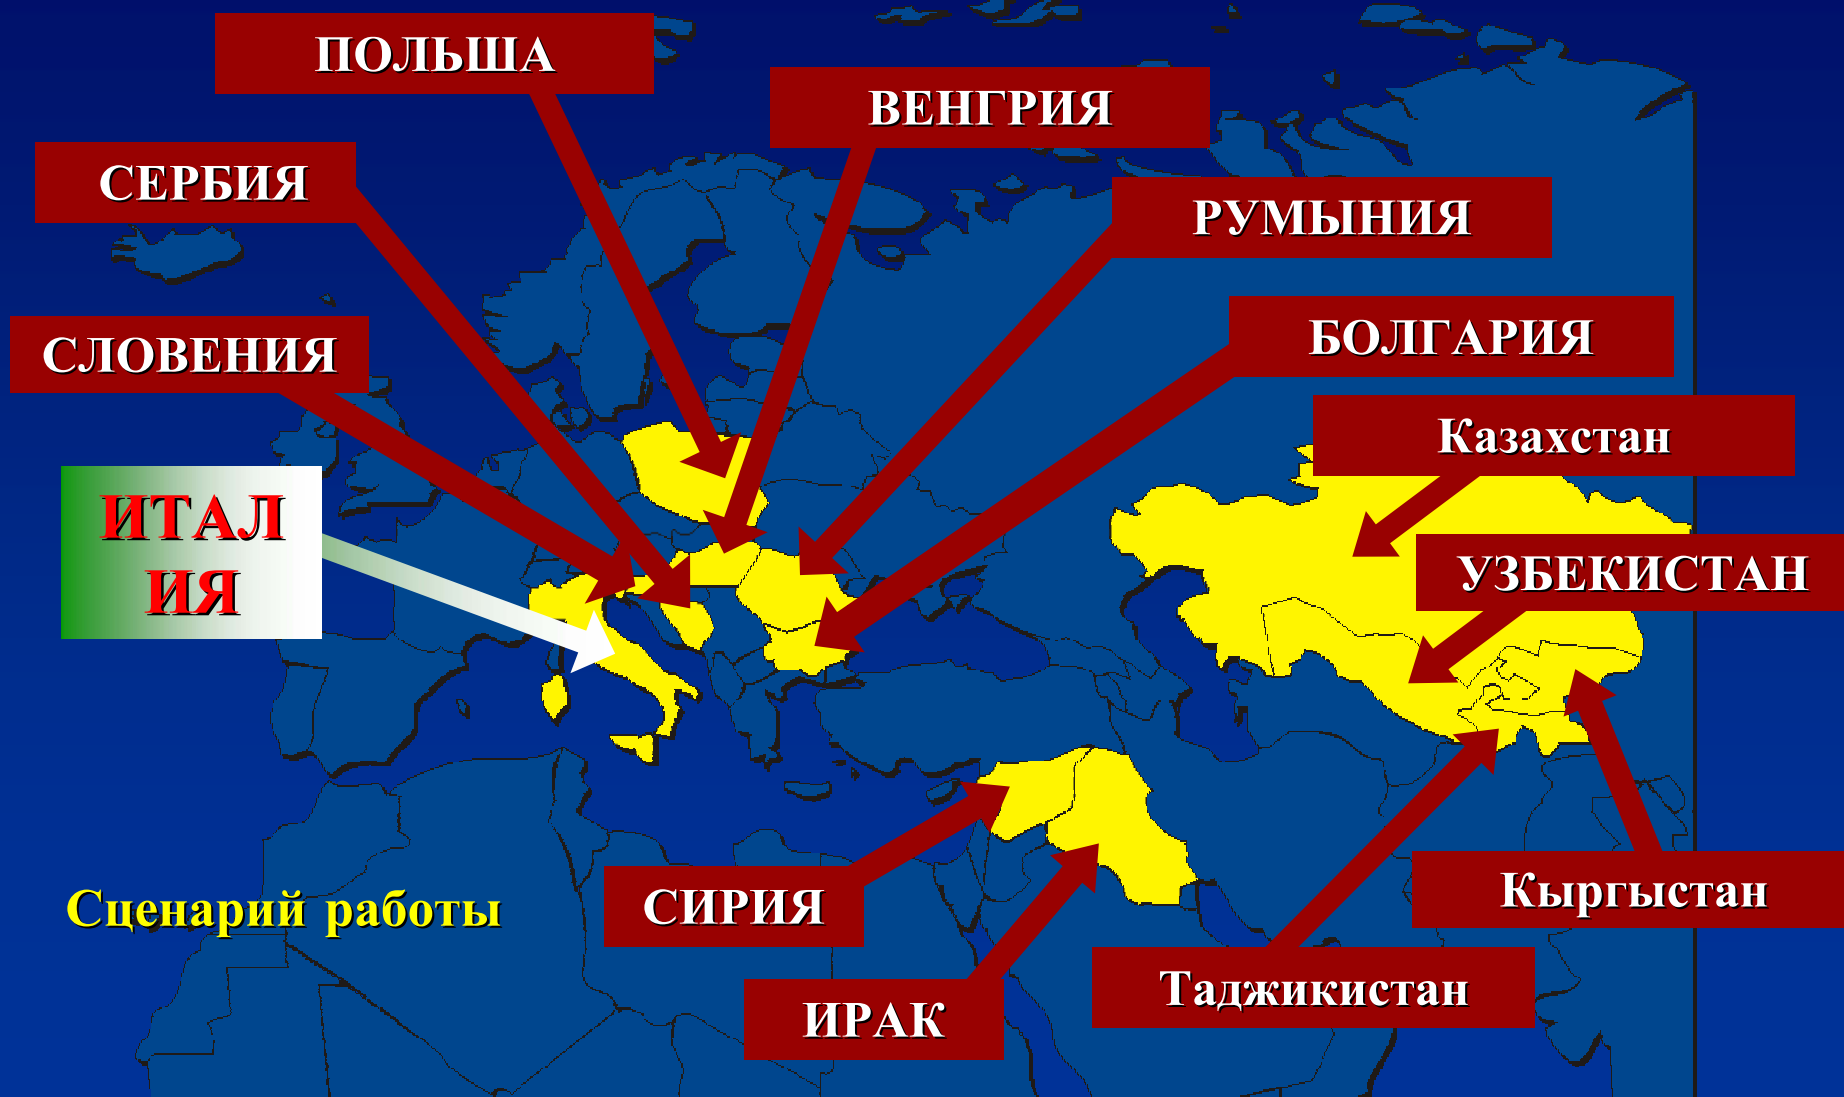 ПОЛЬША
ВЕНГРИЯ
СЕРБИЯ
РУМЫНИЯ
СЛОВЕНИЯ
БОЛГАРИЯ
Казахстан
ИТАЛ
ИЯ
УЗБЕКИСТАН
СИРИЯ
Кыргыстан
Сценарий работы
Таджикистан
ИРАК